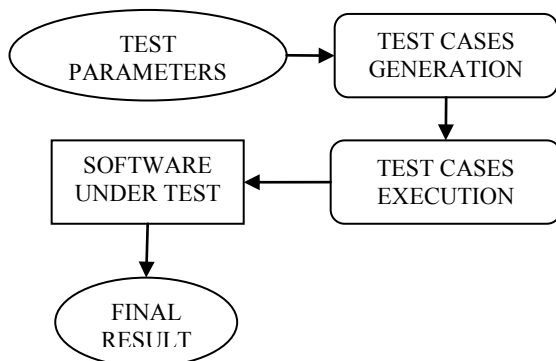 TEST
PARAMETERS
TEST CASES
GENERATION
TEST CASES
EXECUTION
SOFTWARE
UNDER TEST
FINAL
RESULT